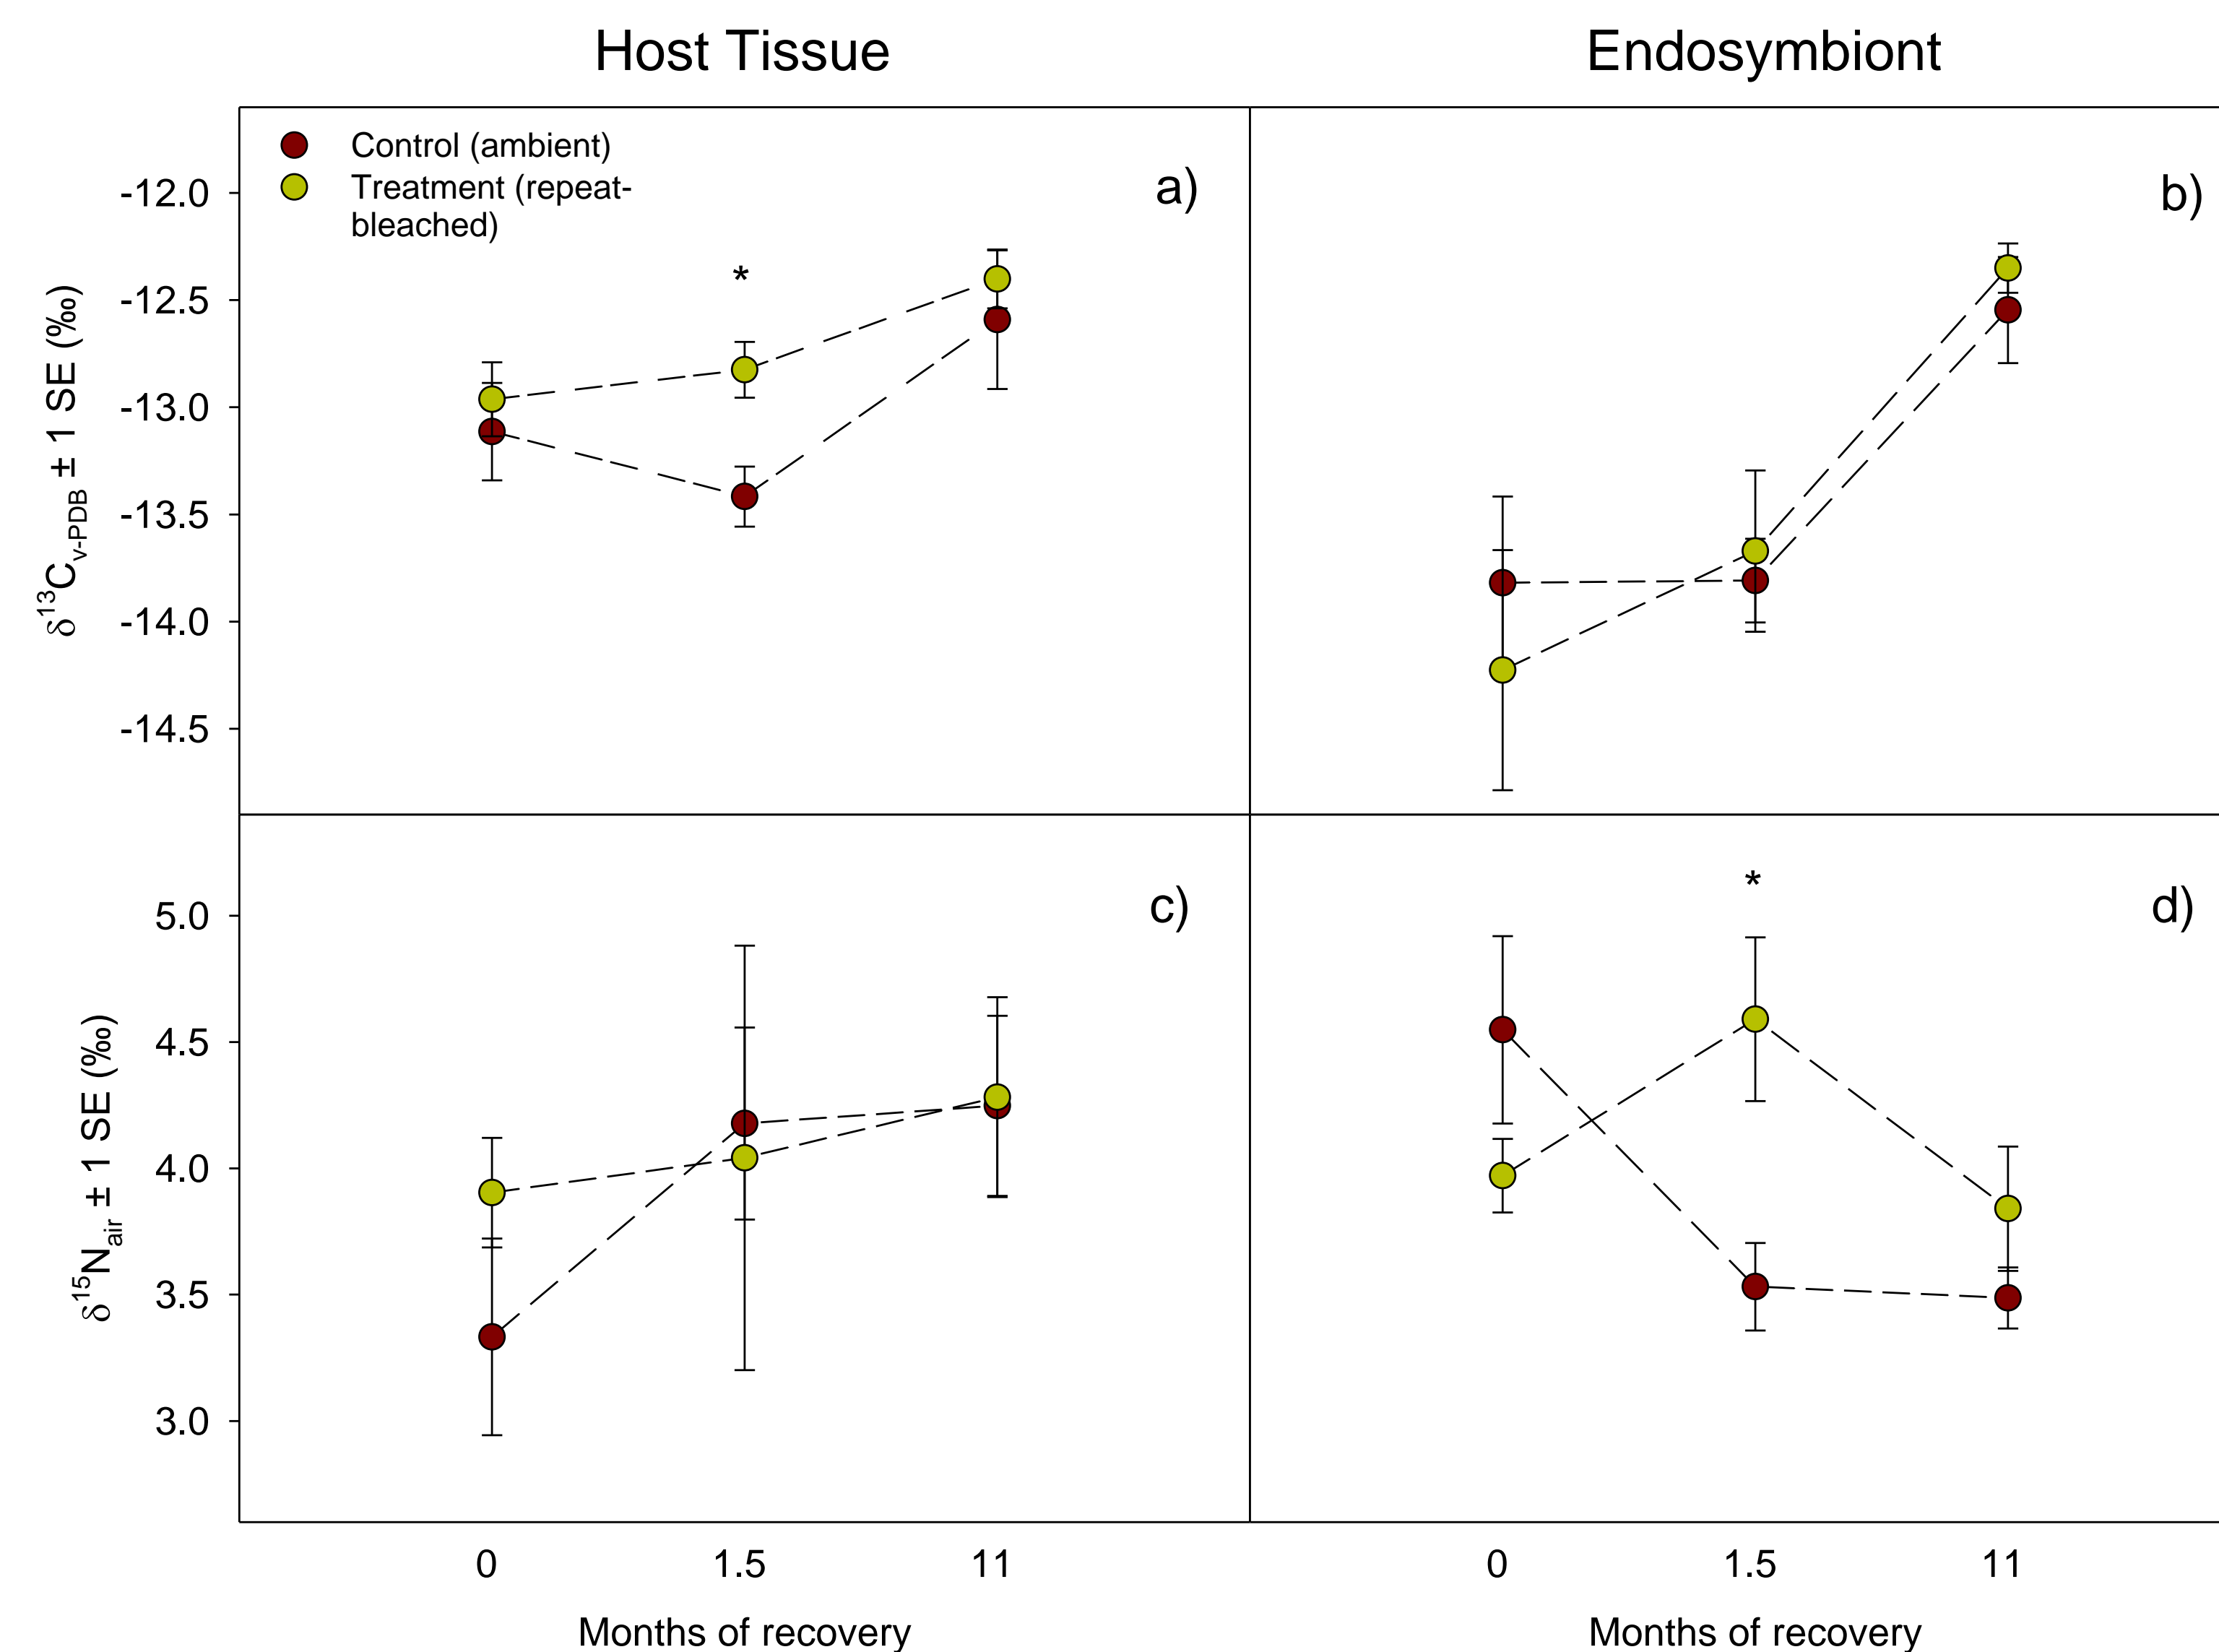 Host Tissue
Endosymbiont
Control (ambient)
Treatment (repeat-
bleached)
a)
b)
*
-12.0
-12.5
-13.0
-13.5
-14.0
-14.5
δ13Cv-PDB ± 1 SE (‰)
c)
d)
*
5.0
4.5
4.0
3.5
3.0
δ15Nair ± 1 SE (‰)
0 1.5 11
0 1.5 11
Months of recovery
Months of recovery